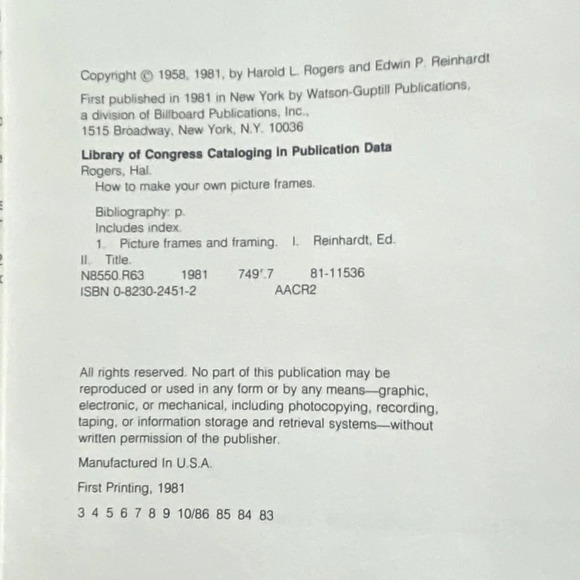 Copyright © 1958, 1981, by Harold L. Rogers and Edwin P. Reinhardt
First published in 1981 in New York by Watson-Guptill Publications,
a division of Billboard Publications, Inc.,
1515 Broadway, New York, N.Y. 10036
Library of Congress Cataloging in Publication Data
Rogers, Hal.
How to make your own picture frames.
Bibliography: p.
Includes index.
1. Picture frames and framing. I. Reinhardt, Ed.
II. Title.
N8550.R63 1981 749'.7 81-11536
ISBN 0-8230-2451-2 AACR2
All rights reserved. No part of this publication may be
reproduced or used in any form or by any means—graphic,
electronic, or mechanical, including photocopying, recording,
taping, or information storage and retrieval systems—without
written permission of the publisher.
Manufactured In U.S.A.
First Printing, 1981
3 4 5 6 7 8 9 10/86 85 84 83